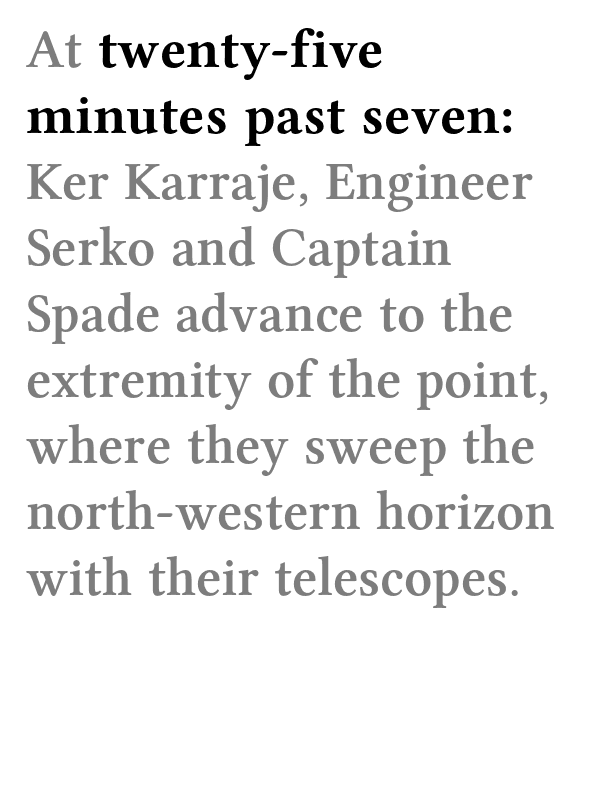 At twenty-five
minutes past seven:
Ker Karraje, Engineer
Serko and Captain
Spade advance to the
extremity of the point,
where they sweep the
north-western horizon
with their telescopes.